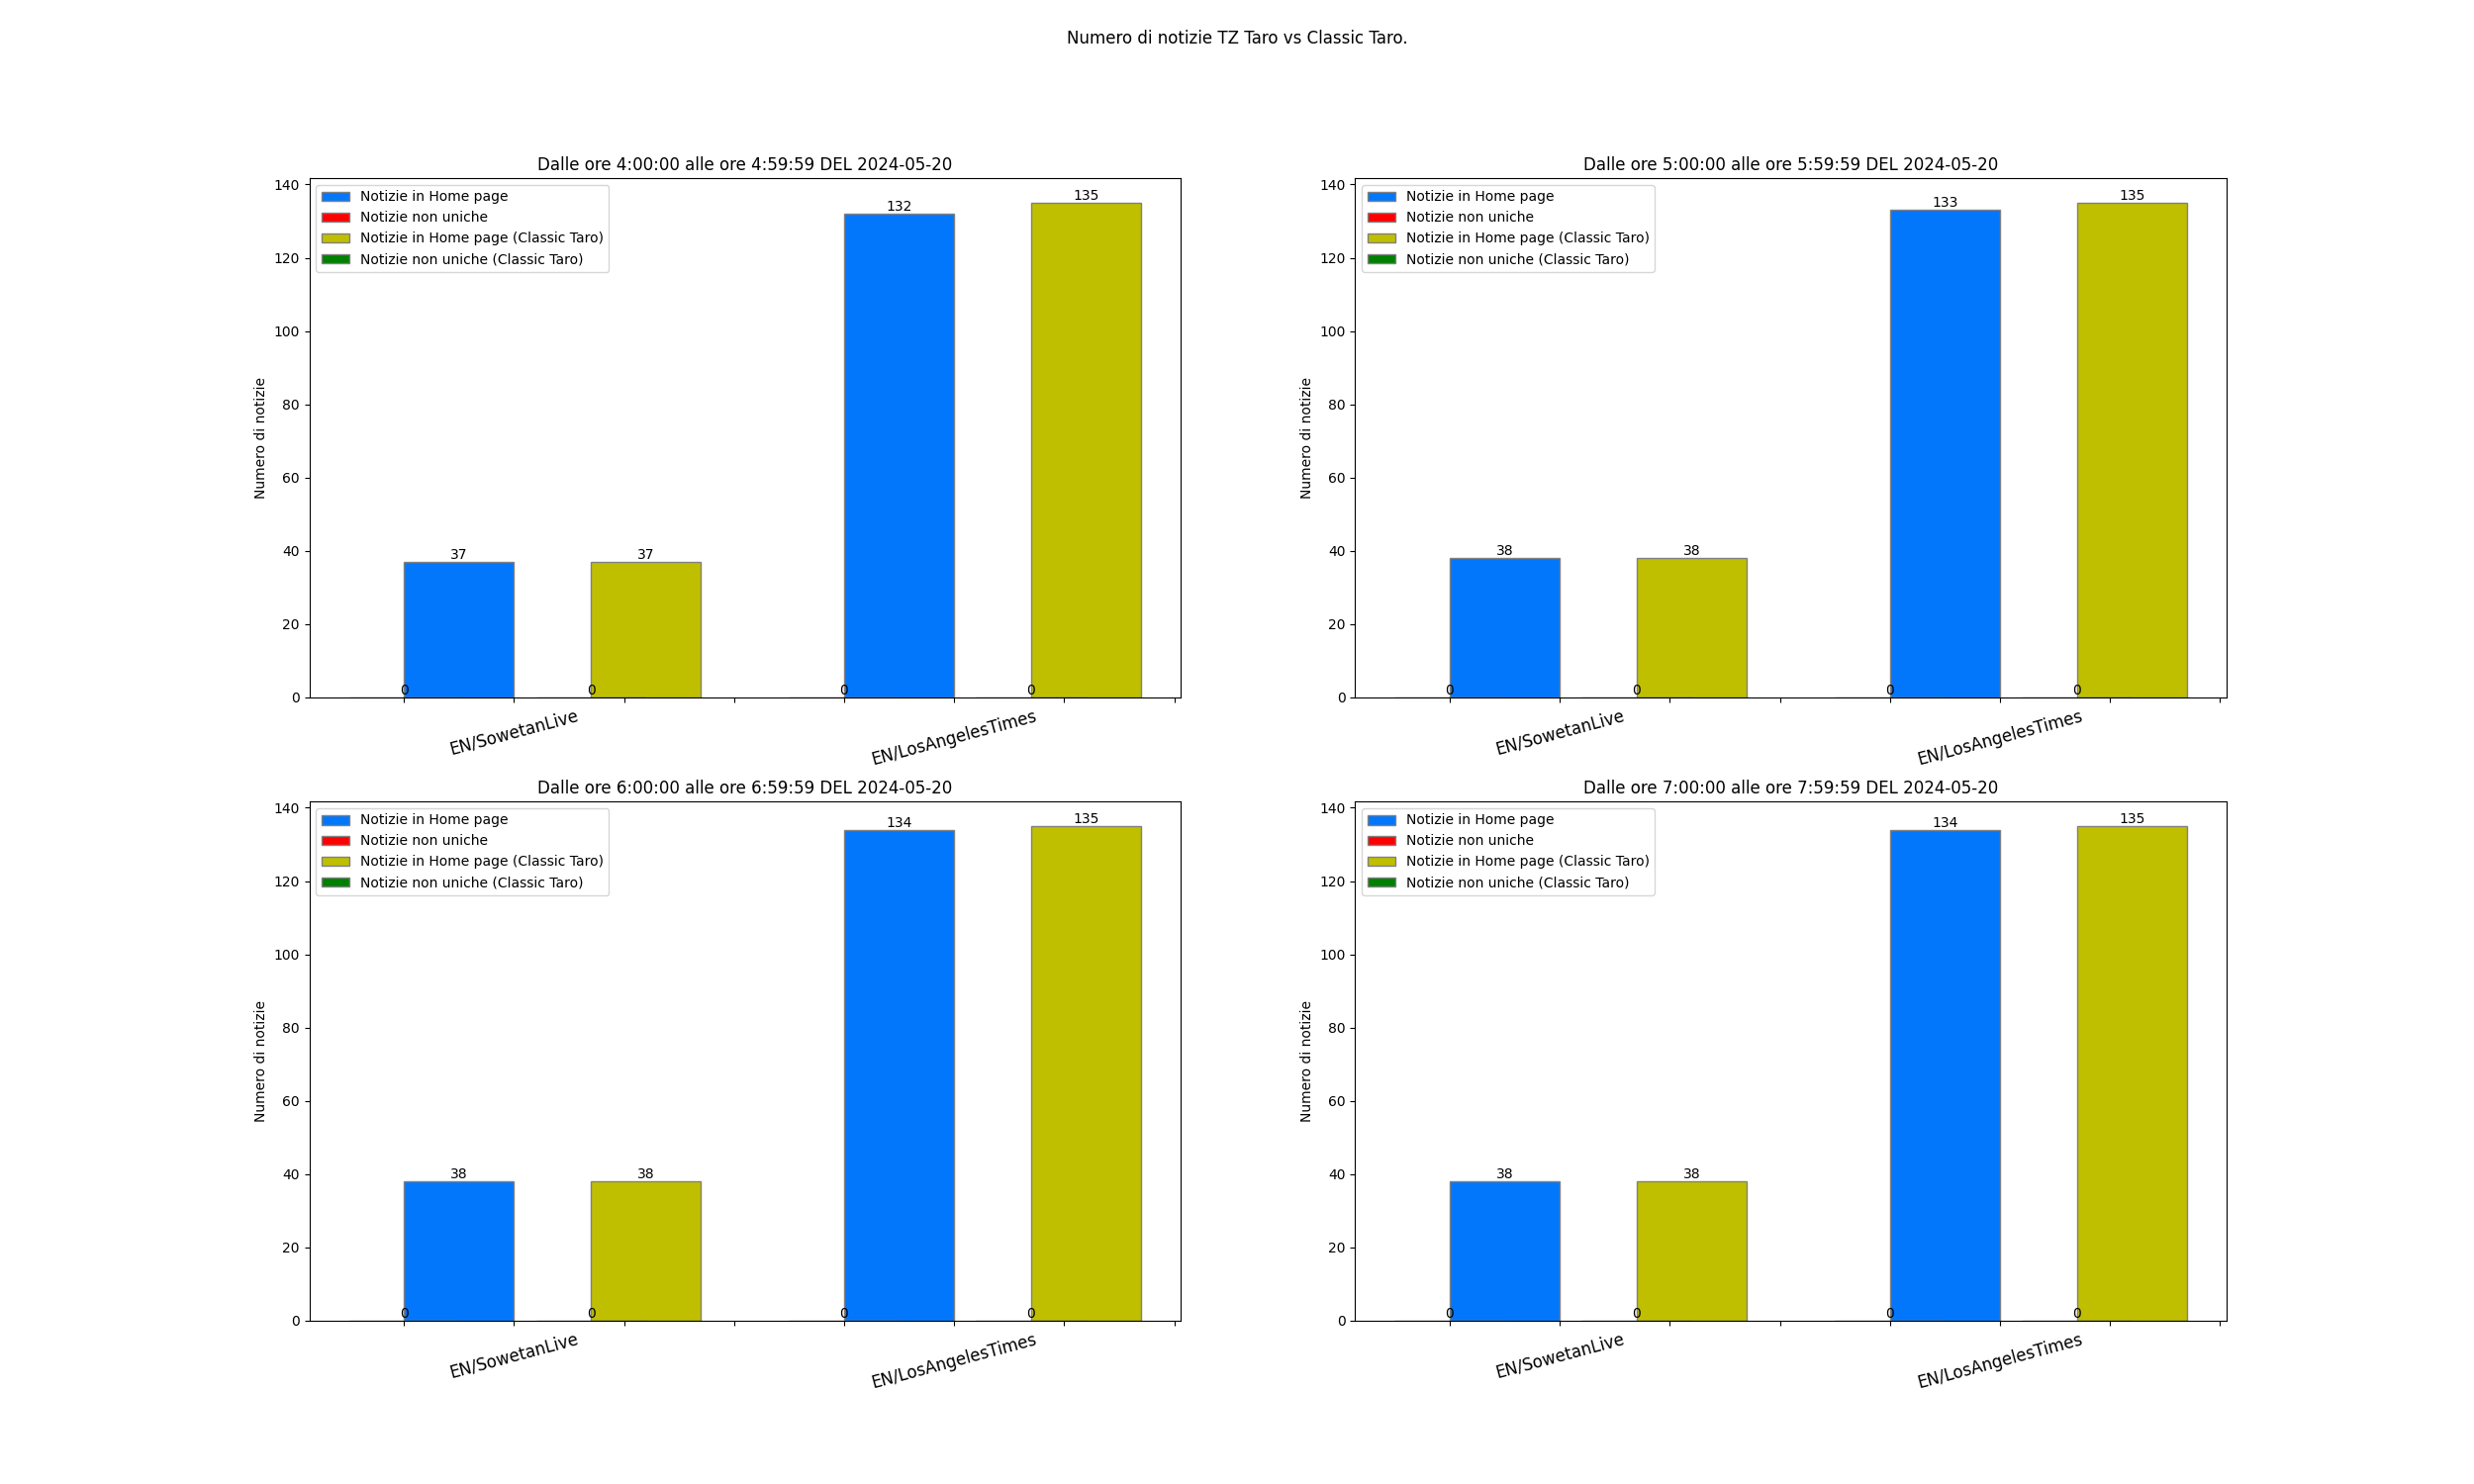 Numero di notizie TZ Taro vs Classic Taro.
Dalle ore 4:00:00 alle ore 4:59:59 DEL 2024-05-20
Notizie in Home page
Notizie non uniche
Notizie in Home page (Classic Taro)
Notizie non uniche (Classic Taro)
Numero di notizie
140
120
100
80
60
40
20
0
37
37
132
135
0
0
0
0
EN/SowetanLive
EN/LosAngelesTimes
Dalle ore 5:00:00 alle ore 5:59:59 DEL 2024-05-20
Notizie in Home page
Notizie non uniche
Notizie in Home page (Classic Taro)
Notizie non uniche (Classic Taro)
Numero di notizie
140
120
100
80
60
40
20
0
38
38
133
135
0
0
0
0
EN/SowetanLive
EN/LosAngelesTimes
Dalle ore 6:00:00 alle ore 6:59:59 DEL 2024-05-20
Notizie in Home page
Notizie non uniche
Notizie in Home page (Classic Taro)
Notizie non uniche (Classic Taro)
Numero di notizie
140
120
100
80
60
40
20
0
38
38
134
135
0
0
0
0
EN/SowetanLive
EN/LosAngelesTimes
Dalle ore 7:00:00 alle ore 7:59:59 DEL 2024-05-20
Notizie in Home page
Notizie non uniche
Notizie in Home page (Classic Taro)
Notizie non uniche (Classic Taro)
Numero di notizie
140
120
100
80
60
40
20
0
38
38
134
135
0
0
0
0
EN/SowetanLive
EN/LosAngelesTimes